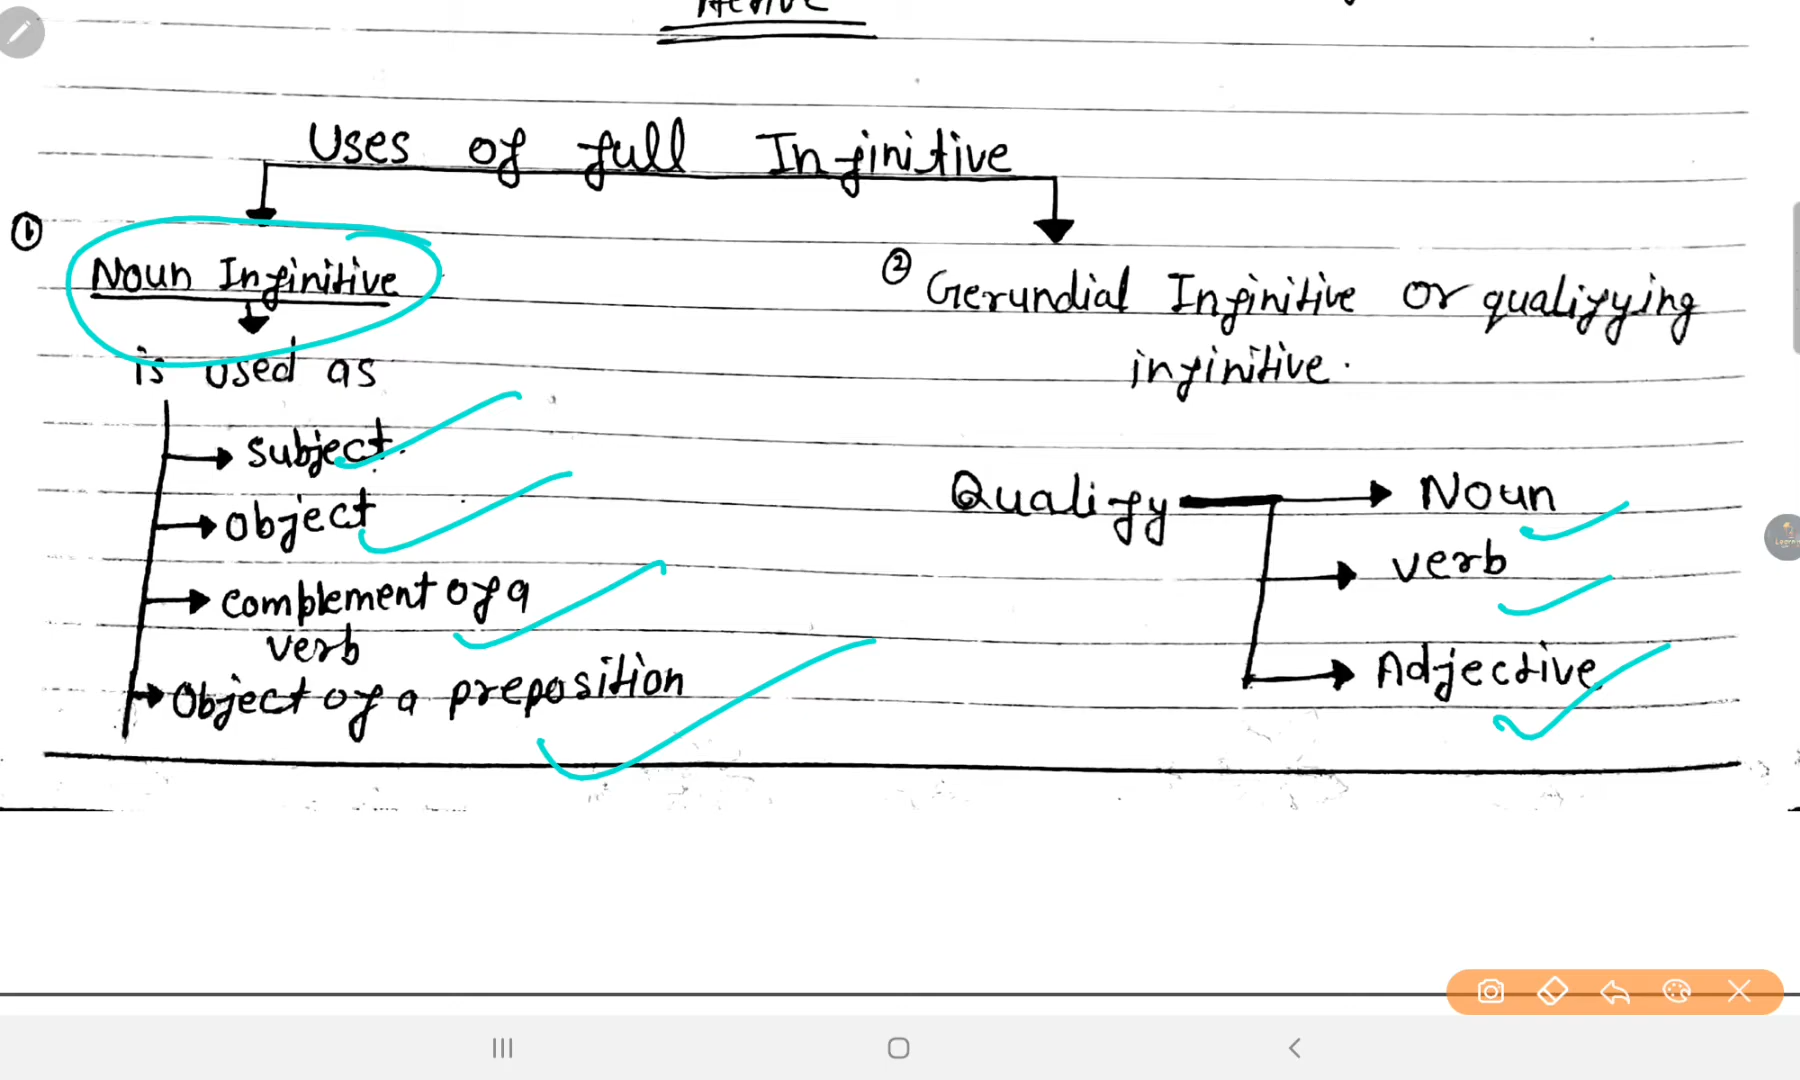 Active
Uses of full Infinitive
① Noun Infinitive
is used as
subject.
object
complement of a
verb
Object of a preposition
② Gerundial Infinitive or qualifying
infinitive.
Qualify
Noun
verb
Adjective